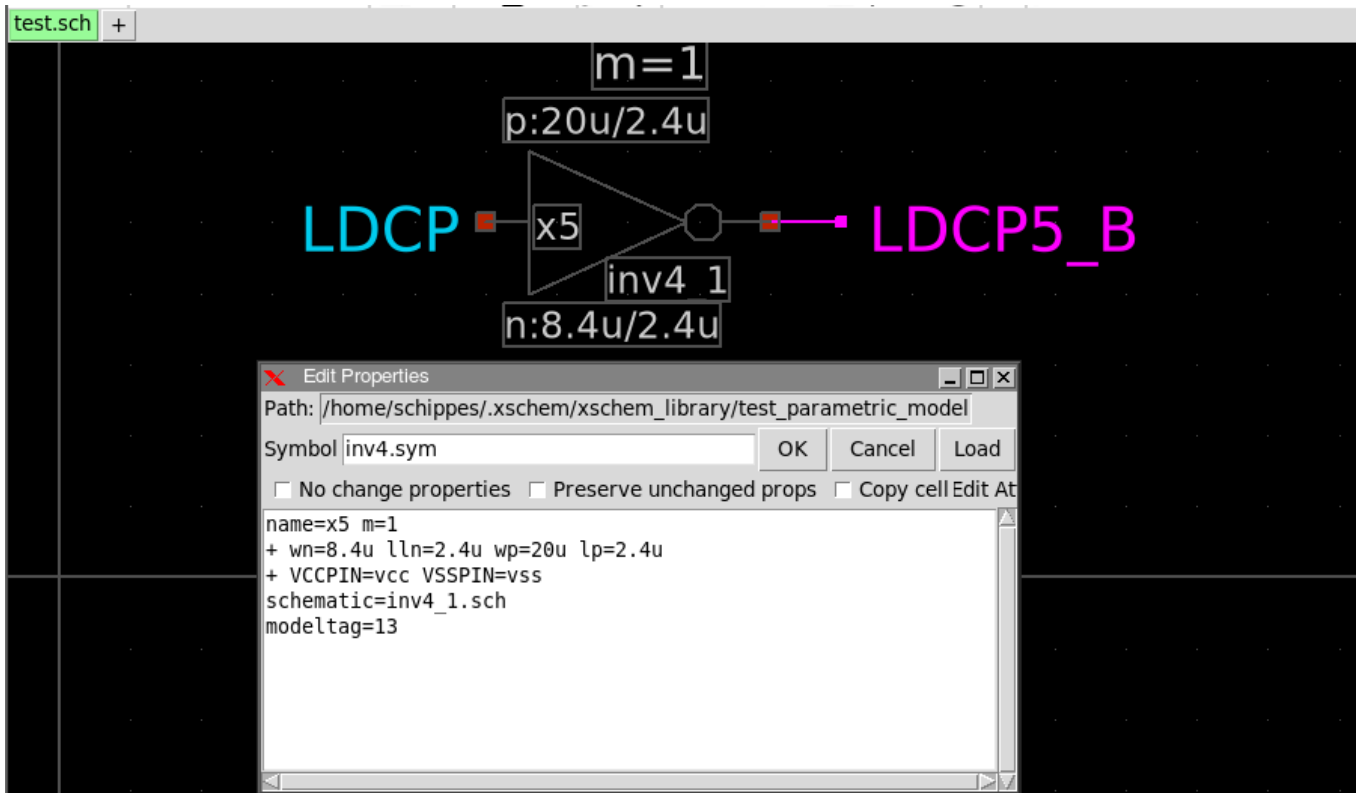 test.sch +
m=1
p:20u/2.4u
LDCP x5 LDCP5_B
inv4_1
n:8.4u/2.4u
Edit Properties
Path: /home/schippes/.xschem/xschem_library/test_parametric_model
Symbol inv4.sym OK Cancel Load
No change properties Preserve unchanged props Copy cell Edit At
name=x5 m=1
+ wn=8.4u lln=2.4u wp=20u lp=2.4u
+ VCCPIN=vcc VSSPIN=vss
schematic=inv4_1.sch
modeltag=13